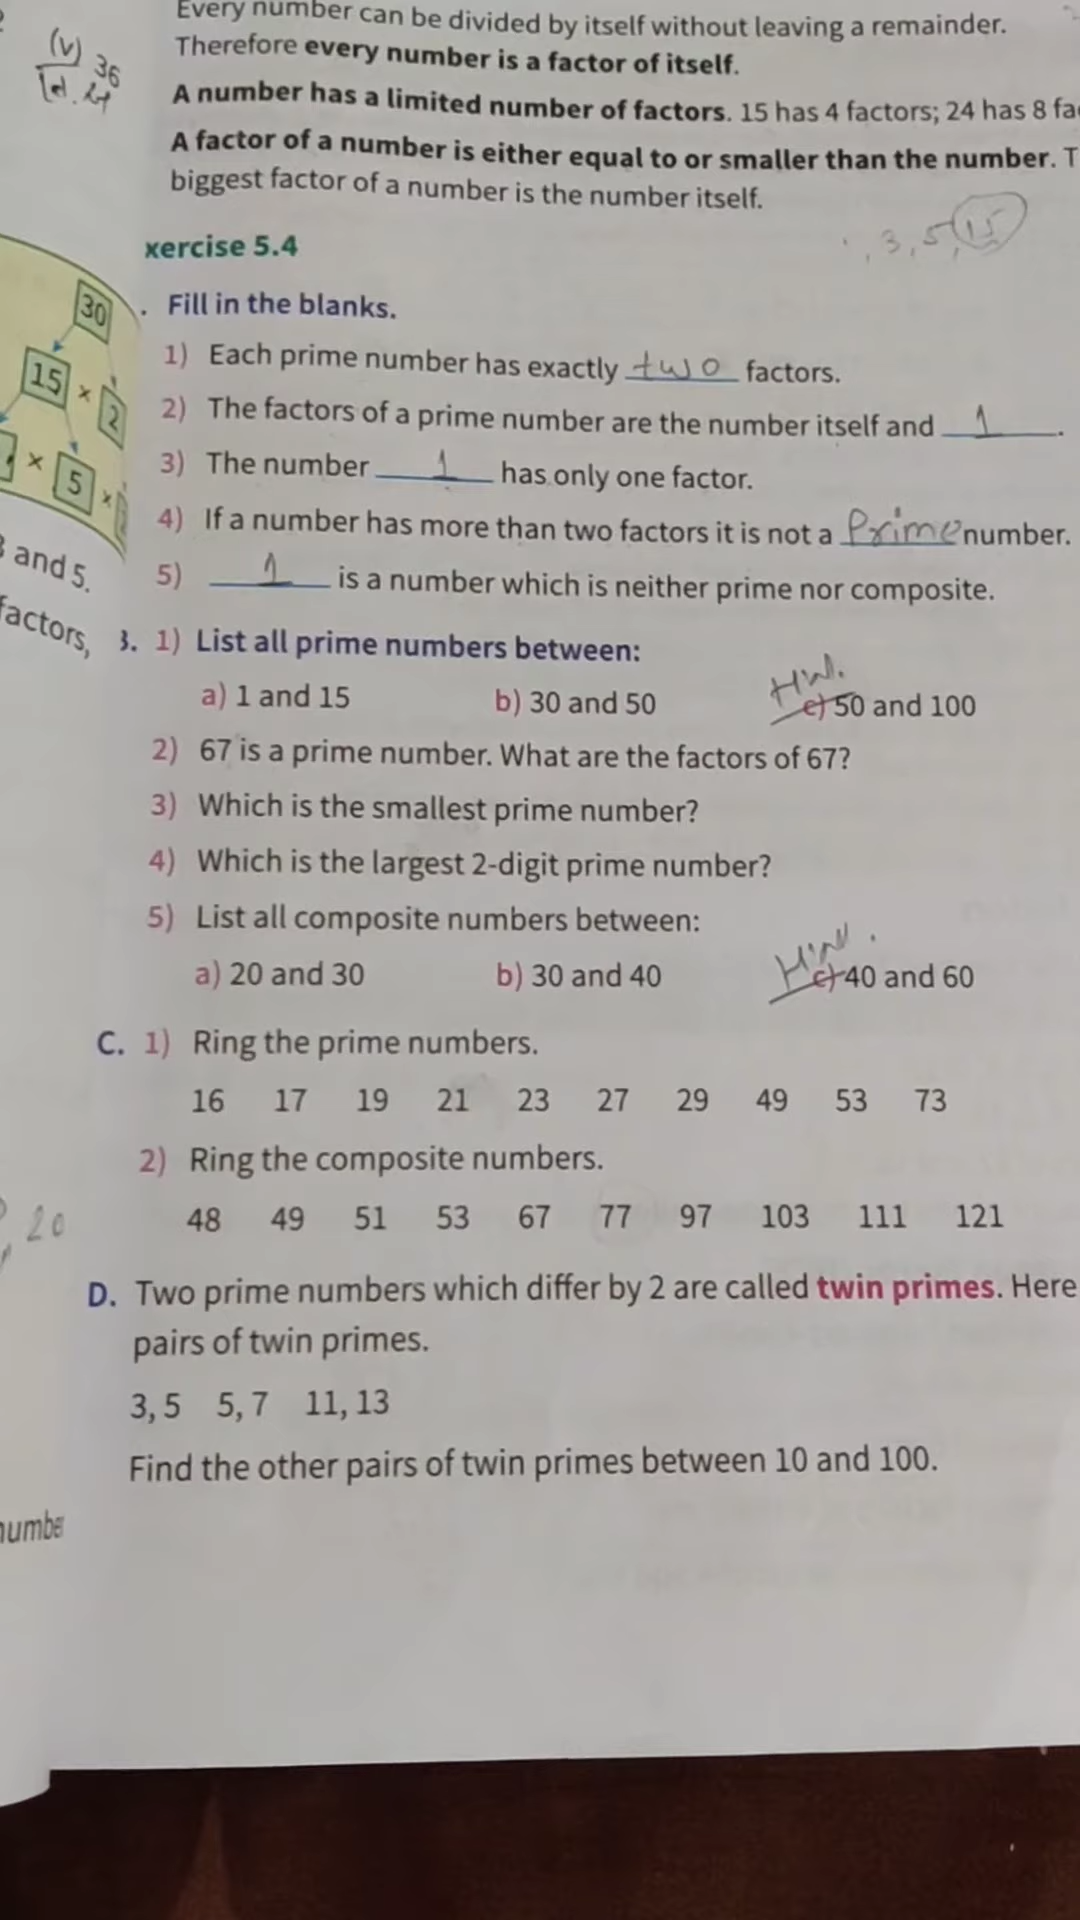 Every number can be divided by itself without leaving a remainder.
Therefore every number is a factor of itself.
A number has a limited number of factors. 15 has 4 factors; 24 has 8 fa
A factor of a number is either equal to or smaller than the number. T
biggest factor of a number is the number itself.
(v) 36
, 3, 5, 15
xercise 5.4
. Fill in the blanks.
1) Each prime number has exactly two factors.
2) The factors of a prime number are the number itself and 1.
3) The number 1 has only one factor.
4) If a number has more than two factors it is not a Prime number.
5) 1 is a number which is neither prime nor composite.
30
15 × 2
× 5 ×
and 5.
factors,
1) List all prime numbers between:
HW.
a) 1 and 15 b) 30 and 50 c) 50 and 100
2) 67 is a prime number. What are the factors of 67?
3) Which is the smallest prime number?
4) Which is the largest 2-digit prime number?
5) List all composite numbers between:
HW.
a) 20 and 30 b) 30 and 40 c) 40 and 60
C. 1) Ring the prime numbers.
16 17 19 21 23 27 29 49 53 73
2) Ring the composite numbers.
48 49 51 53 67 77 97 103 111 121
20
D. Two prime numbers which differ by 2 are called twin primes. Here
pairs of twin primes.
3, 5 5, 7 11, 13
Find the other pairs of twin primes between 10 and 100.
numbe